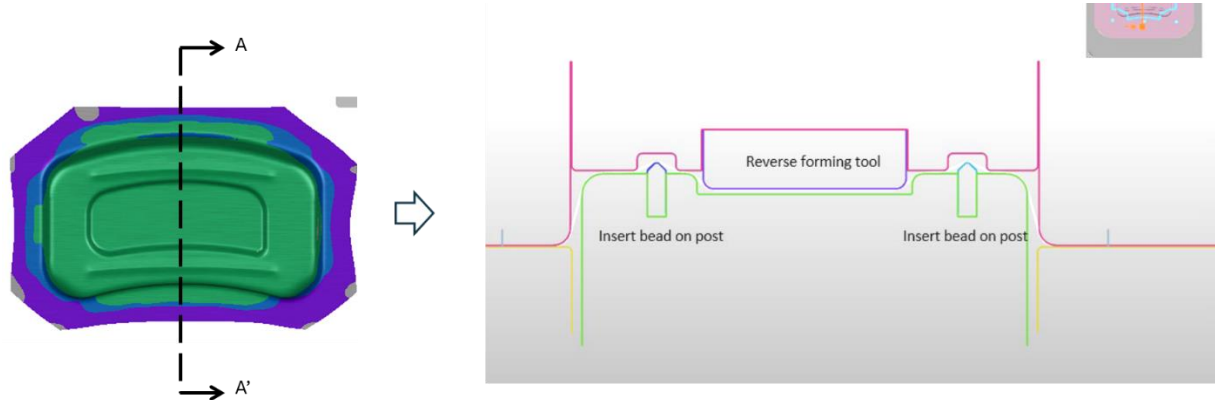 A
Reverse forming tool
Insert bead on post
Insert bead on post
A'